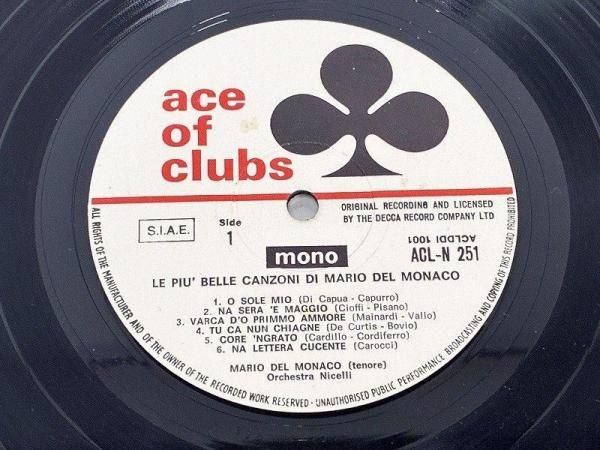 ace
of
clubs
ORIGINAL RECORDING AND LICENSED
BY THE DECCA RECORD COMPANY LTD
S.I.A.E.
Side
1
mono
ACLDDI 1001
ACL-N 251
LE PIU' BELLE CANZONI DI MARIO DEL MONACO
1. O SOLE MIO (Di Capua - Capurro)
2. NA SERA 'E MAGGIO (Cioffi - Pisano)
3. VARCA D'O PRIMMO AMMORE (Mainardi - Vallo)
4. TU CA NUN CHIAGNE (De Curtis - Bovio)
5. CORE 'NGRATO (Cardillo - Cordiferro)
6. NA LETTERA CUCENTE (Carocci)
MARIO DEL MONACO (tenore)
Orchestra Nicelli
ALL RIGHTS OF THE MANUFACTURER AND OF THE OWNER OF THE RECORDED WORK RESERVED - UNAUTHORISED PUBLIC PERFORMANCE BROADCASTING AND COPYING OF THIS RECORD PROHIBITED